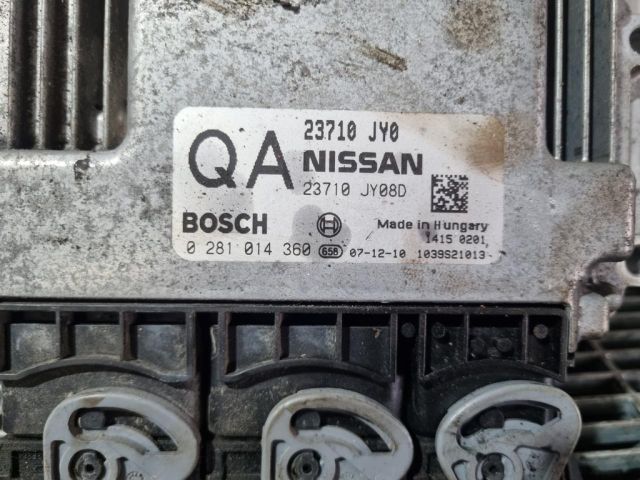 QA
23710 JY0
NISSAN
23710 JY08D
BOSCH
Made in Hungary
1415 0201
0 281 014 360 656 07-12-10 1039S21013